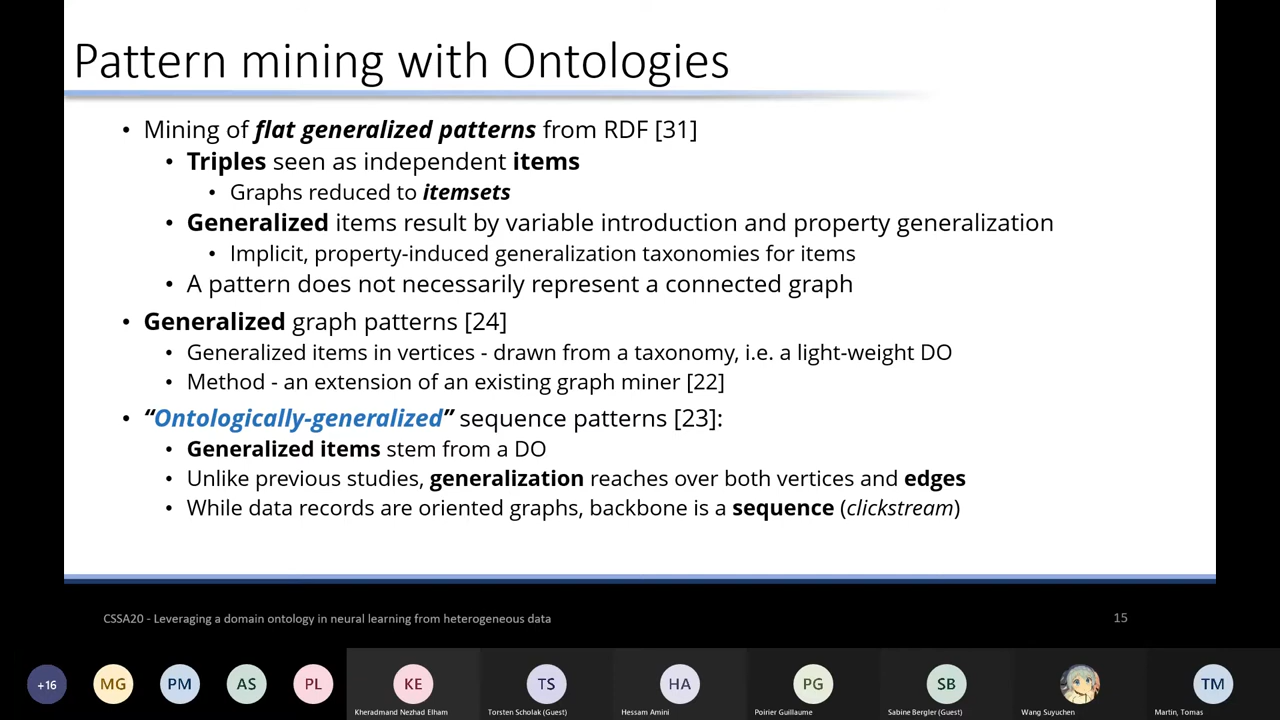 Pattern mining with Ontologies
• Mining of flat generalized patterns from RDF [31]
• Triples seen as independent items
• Graphs reduced to itemsets
• Generalized items result by variable introduction and property generalization
• Implicit, property-induced generalization taxonomies for items
• A pattern does not necessarily represent a connected graph
• Generalized graph patterns [24]
• Generalized items in vertices - drawn from a taxonomy, i.e. a light-weight DO
• Method - an extension of an existing graph miner [22]
• “Ontologically-generalized” sequence patterns [23]:
• Generalized items stem from a DO
• Unlike previous studies, generalization reaches over both vertices and edges
• While data records are oriented graphs, backbone is a sequence (clickstream)
CSSA20 - Leveraging a domain ontology in neural learning from heterogeneous data 15
+16 MG PM AS PL KE TS HA PG SB TM
Kheradmand Nezhad Elham Torsten Scholak (Guest) Hessam Amini Poirier Guillaume Sabine Bergler (Guest) Wang Suyuchen Martin, Tomas